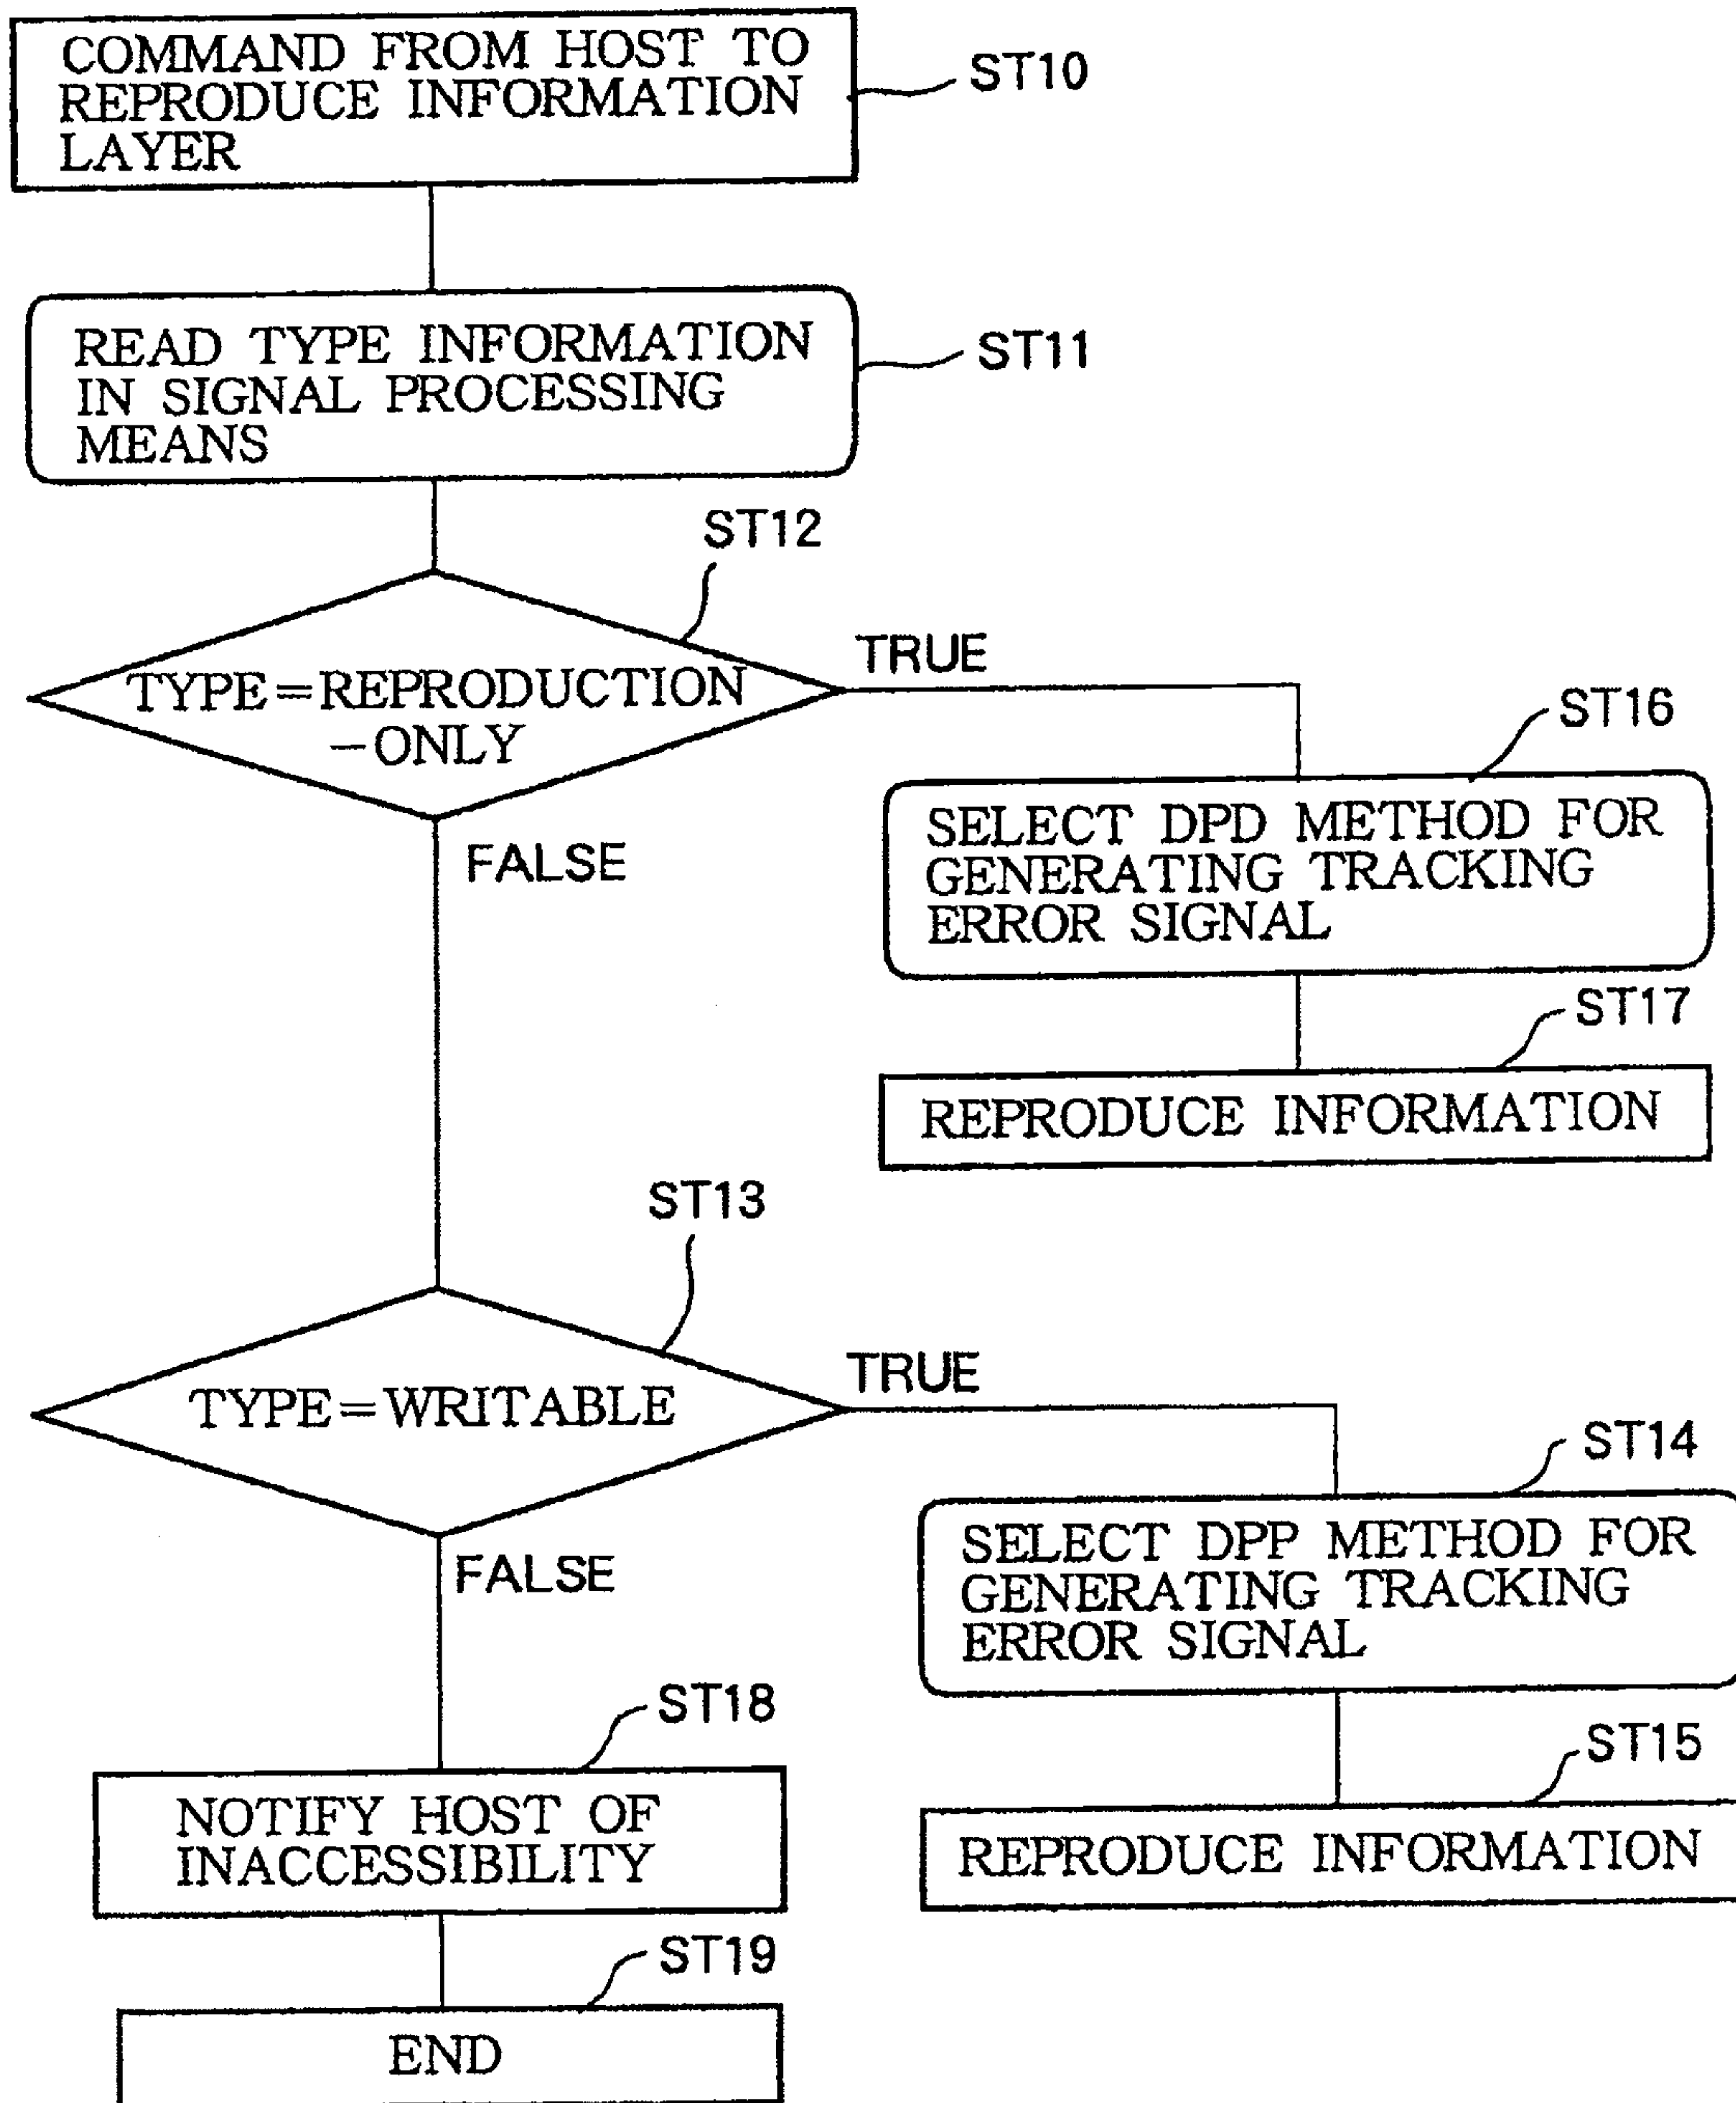 COMMAND FROM HOST TO
REPRODUCE INFORMATION
LAYER
ST10
READ TYPE INFORMATION
IN SIGNAL PROCESSING
MEANS
ST11
ST12
TYPE=REPRODUCTION
-ONLY
TRUE
FALSE
ST16
SELECT DPD METHOD FOR
GENERATING TRACKING
ERROR SIGNAL
ST17
REPRODUCE INFORMATION
ST13
TYPE=WRITABLE
TRUE
FALSE
ST14
SELECT DPP METHOD FOR
GENERATING TRACKING
ERROR SIGNAL
ST15
REPRODUCE INFORMATION
ST18
NOTIFY HOST OF
INACCESSIBILITY
ST19
END